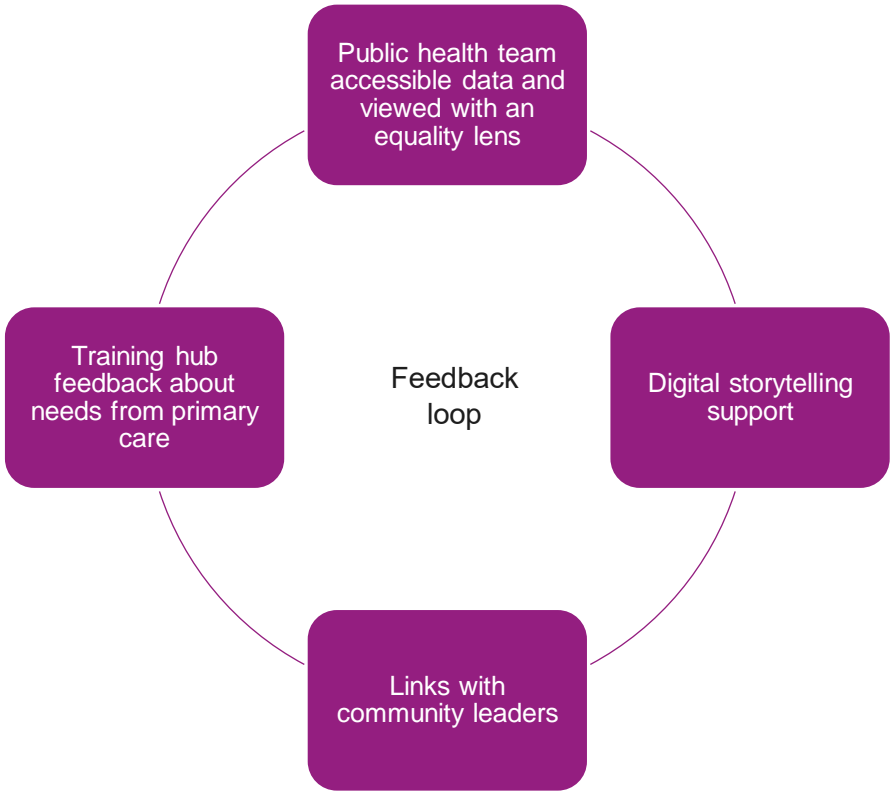 Public health team
accessible data and
viewed with an
equality lens
Training hub
feedback about
needs from primary
care
Feedback
loop
Digital storytelling
support
Links with
community leaders